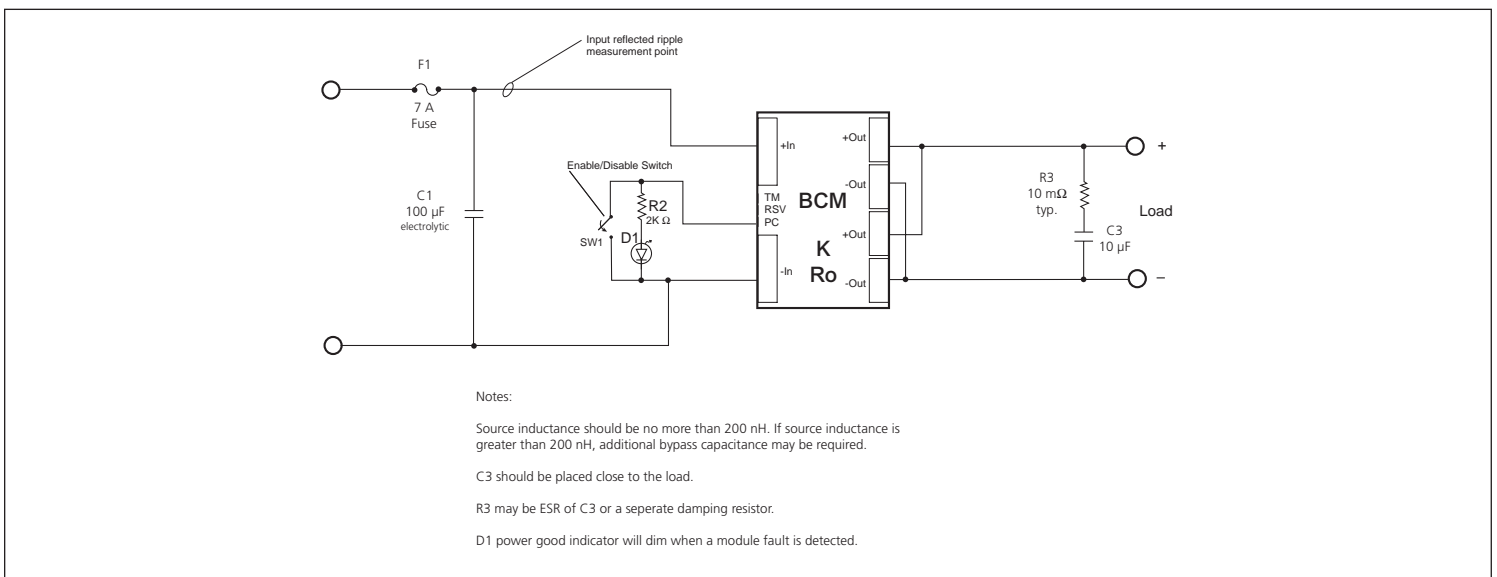 Input reflected ripple
measurement point
F1
7 A
Fuse
C1
100 µF
electrolytic
Enable/Disable Switch
SW1
R2
2K Ω
D1
+In
TM
RSV
PC
-In
BCM
K
Ro
+Out
-Out
+Out
-Out
R3
10 mΩ
typ.
C3
10 µF
+
Load
–
Notes:
Source inductance should be no more than 200 nH. If source inductance is
greater than 200 nH, additional bypass capacitance may be required.
C3 should be placed close to the load.
R3 may be ESR of C3 or a seperate damping resistor.
D1 power good indicator will dim when a module fault is detected.